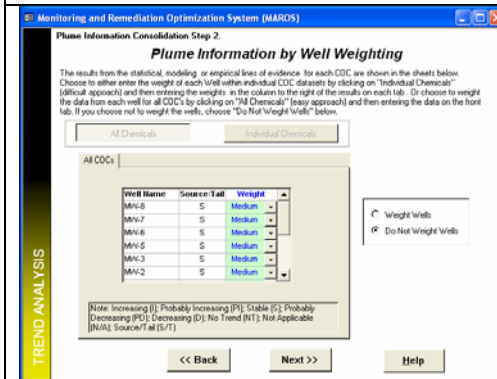 Monitoring and Remediation Optimization System (MAROS)
Plume Information Consolidation Step 2.
Plume Information by Well Weighting
The results from the statistical, modeling or empirical lines of evidence for each COC are shown in the sheets below.
Choose to either enter the weight of each Well within individual COC datasets by clicking on "Individual Chemicals"
(difficult approach) and then entering the weights in the column to the right of the results on each tab . Or choose to weight
the data from each well for all COC's by clicking on "All Chemicals" (easy approach) and then entering the data on the front
tab. If you choose not to weight the wells, choose "Do Not Weight Wells" below.
All Chemicals Individual Chemicals
All COCs
Well Name Source/Tail Weight
MW-8 S Medium
MW-7 S Medium
MW-6 S Medium
MW-5 S Medium
MW-3 S Medium
MW-2 S Medium
Weight Wells
Do Not Weight Wells
Note: Increasing (I); Probably Increasing (PI); Stable (S); Probably
Decreasing (PD); Decreasing (D); No Trend (NT); Not Applicable
(N/A); Source/Tail (S/T)
TREND ANALYSIS
<< Back Next >> Help